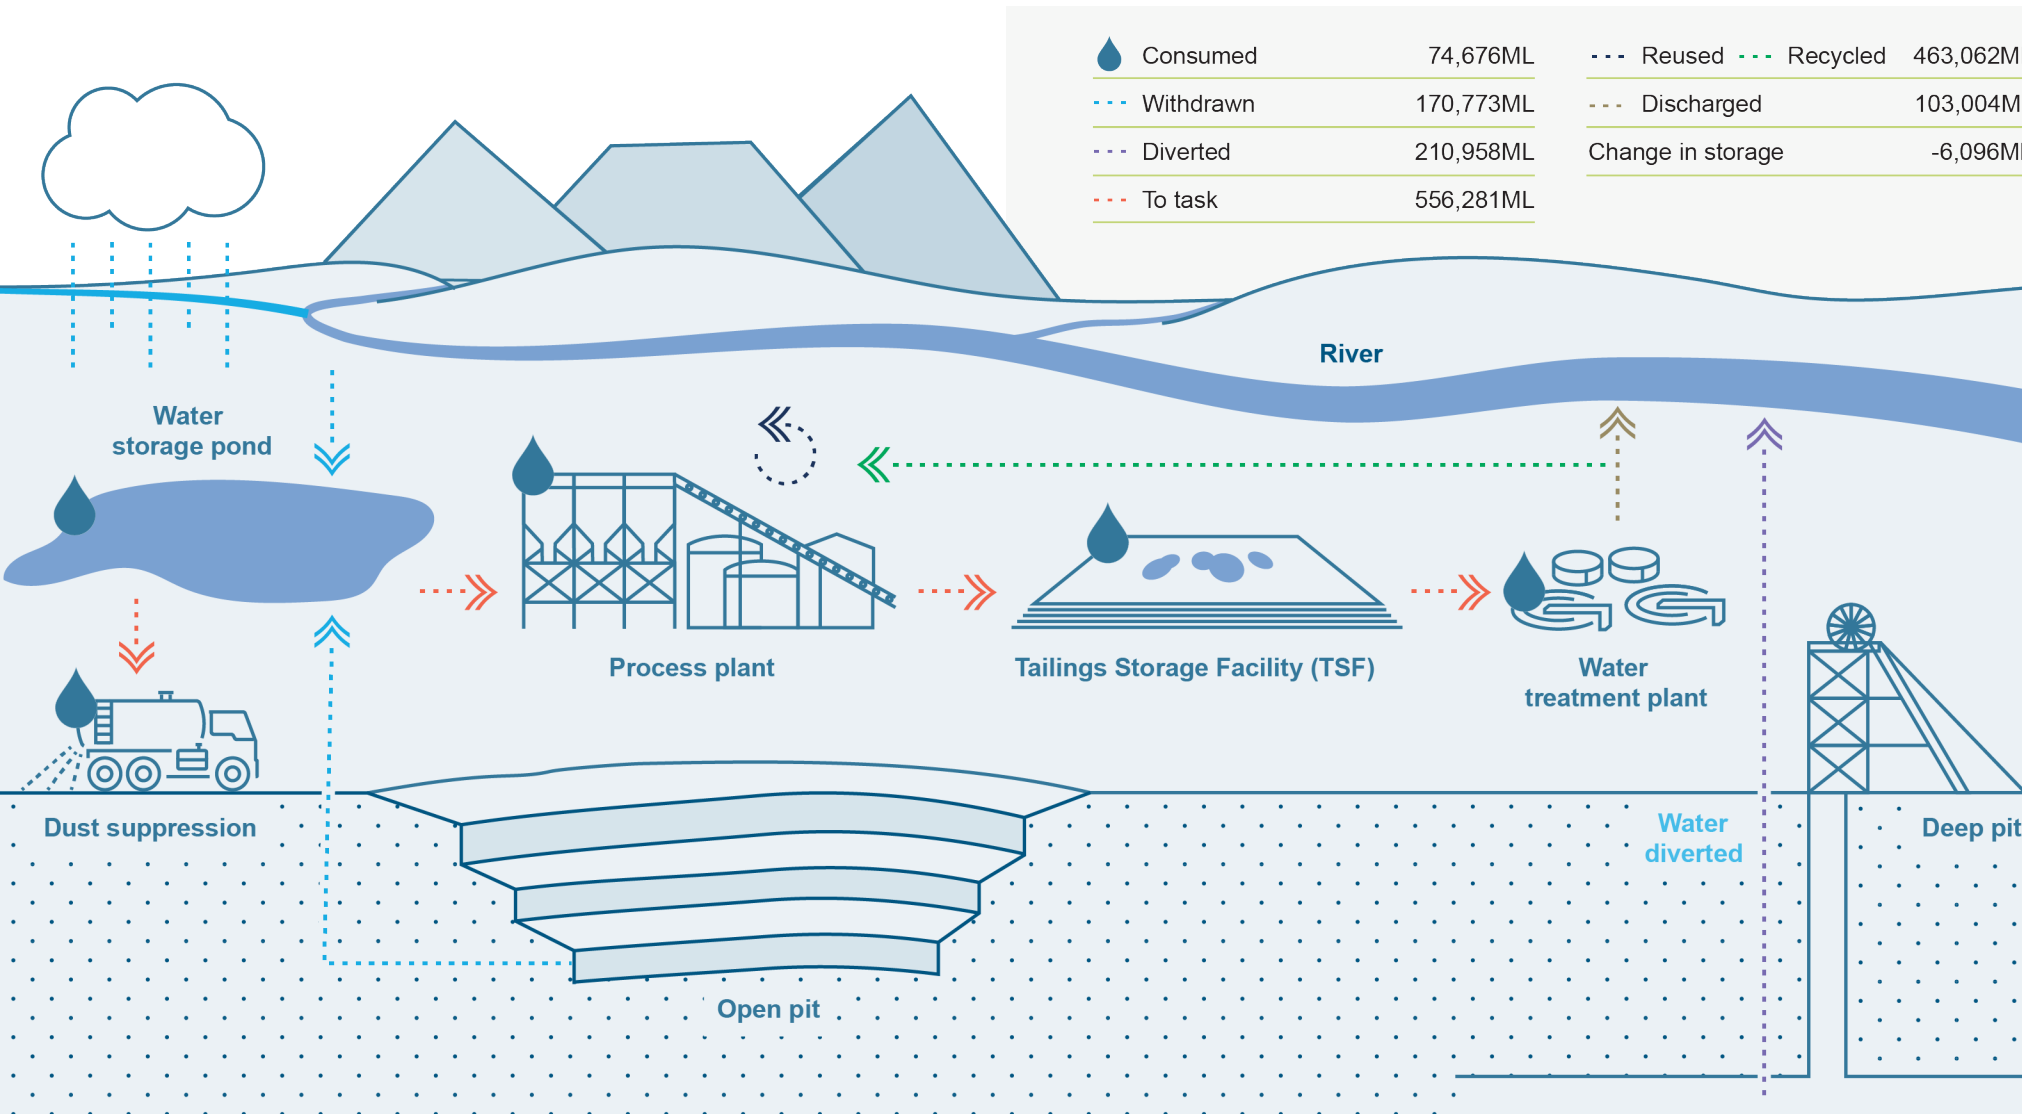 Consumed 74,676ML
Withdrawn 170,773ML
Diverted 210,958ML
To task 556,281ML
Reused Recycled 463,062M
Discharged 103,004M
Change in storage -6,096M
River
Water
storage pond
Process plant
Tailings Storage Facility (TSF)
Water
treatment plant
Dust suppression
Water
diverted
Deep pit
Open pit